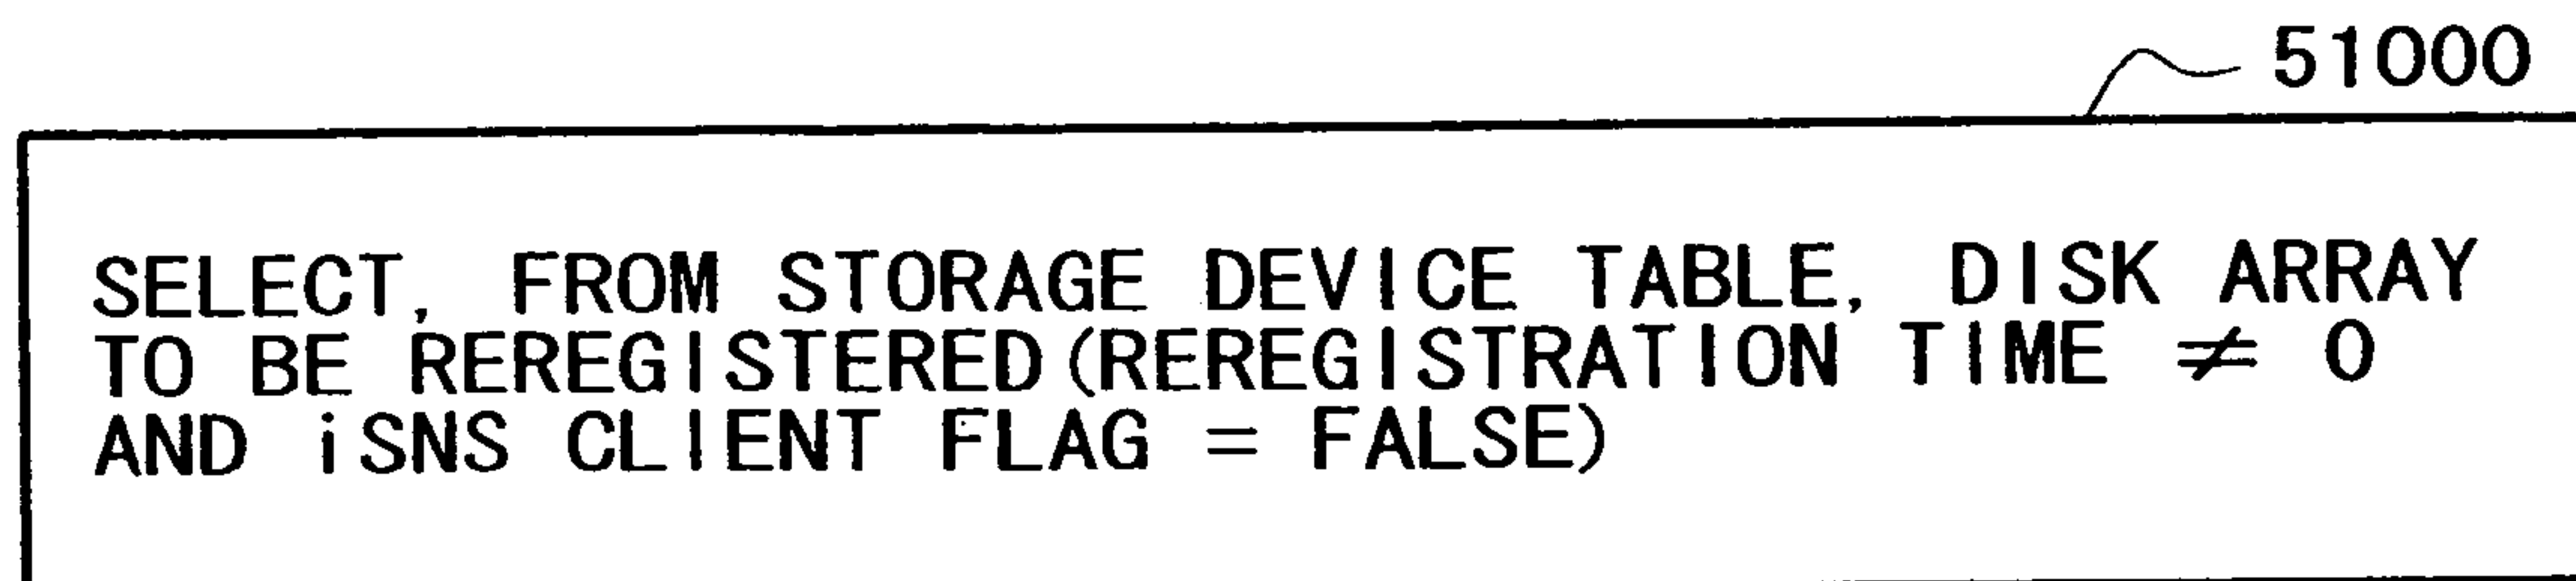 51000
SELECT, FROM STORAGE DEVICE TABLE, DISK ARRAY
TO BE REREGISTERED(REREGISTRATION TIME ≠ 0
AND iSNS CLIENT FLAG = FALSE)